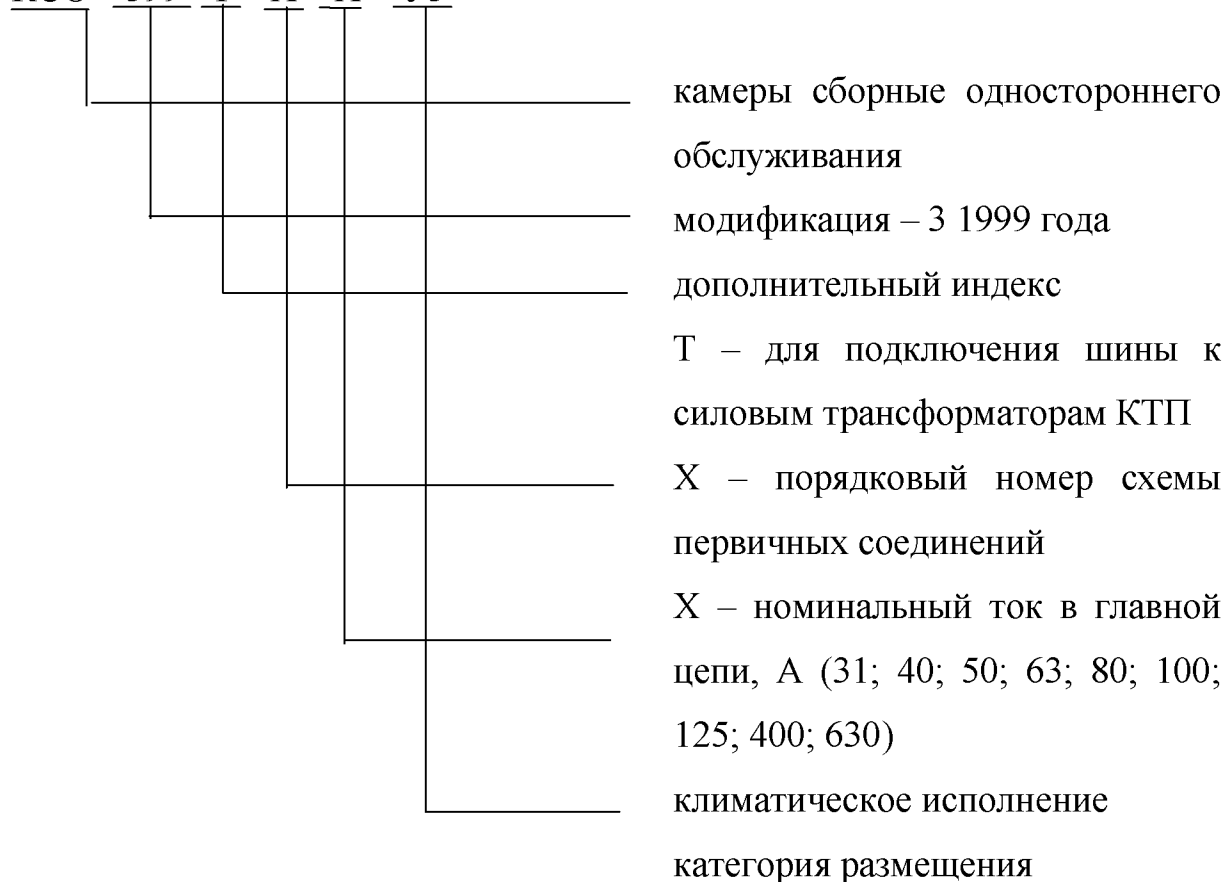 камеры сборные одностороннего
обслуживания
модификация – 3 1999 года
дополнительный индекс
Т – для подключения шины к
силовым трансформаторам КТП
Х – порядковый номер схемы
первичных соединений
Х – номинальный ток в главной
цепи, А (31; 40; 50; 63; 80; 100;
125; 400; 630)
климатическое исполнение
категория размещения